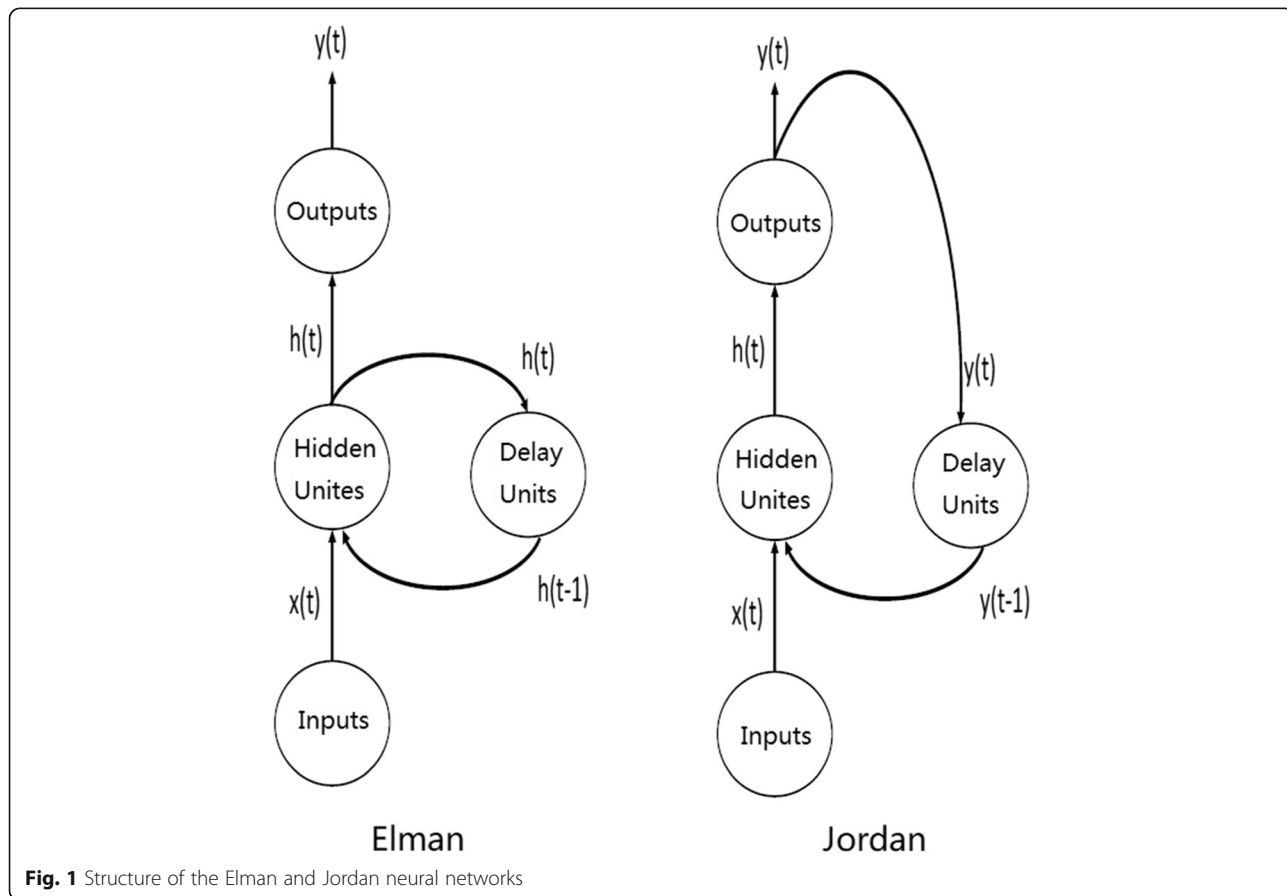 y(t)
Outputs
h(t)
h(t)
Hidden
Unites
Delay
Units
h(t-1)
x(t)
Inputs
Elman
y(t)
Outputs
h(t)
y(t)
Hidden
Unites
Delay
Units
y(t-1)
x(t)
Inputs
Jordan
Fig. 1 Structure of the Elman and Jordan neural networks